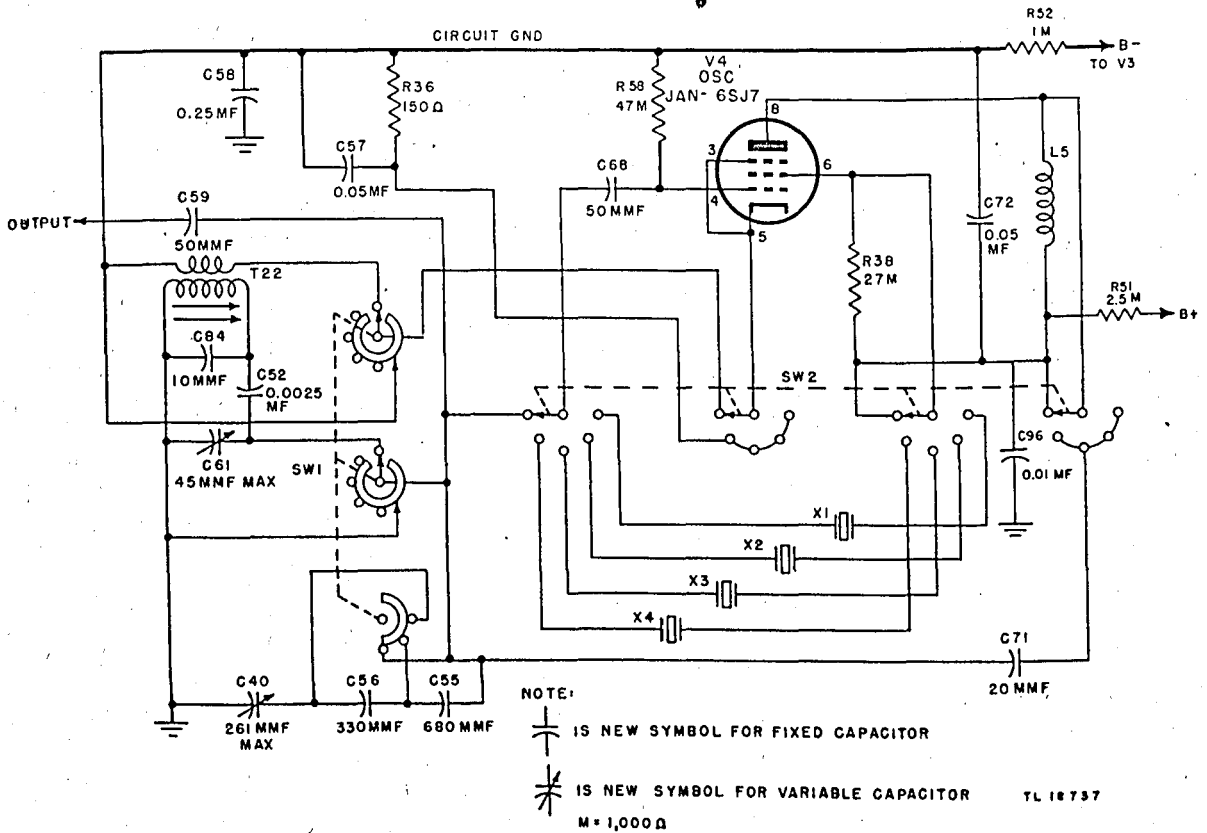 R52
1M
B-
TO V3
CIRCUIT GND
C58
0.25MF
R36
150Ω
R58
47M
V4
OSC
JAN-6SJ7
8
3
4
5
6
C57
0.05MF
C68
50MMF
C59
OUTPUT
50MMF
T22
C72
0.05
MF
L5
R38
27M
R51
2.5M
B+
C84
10MMF
C52
0.0025
MF
SW2
C61
45MMF MAX
SW1
C96
0.01MF
X1
X2
X3
X4
C71
20MMF
C40
261MMF
MAX
C56
330MMF
C55
680MMF
NOTE:
IS NEW SYMBOL FOR FIXED CAPACITOR
IS NEW SYMBOL FOR VARIABLE CAPACITOR
TL 18737
M=1,000Ω